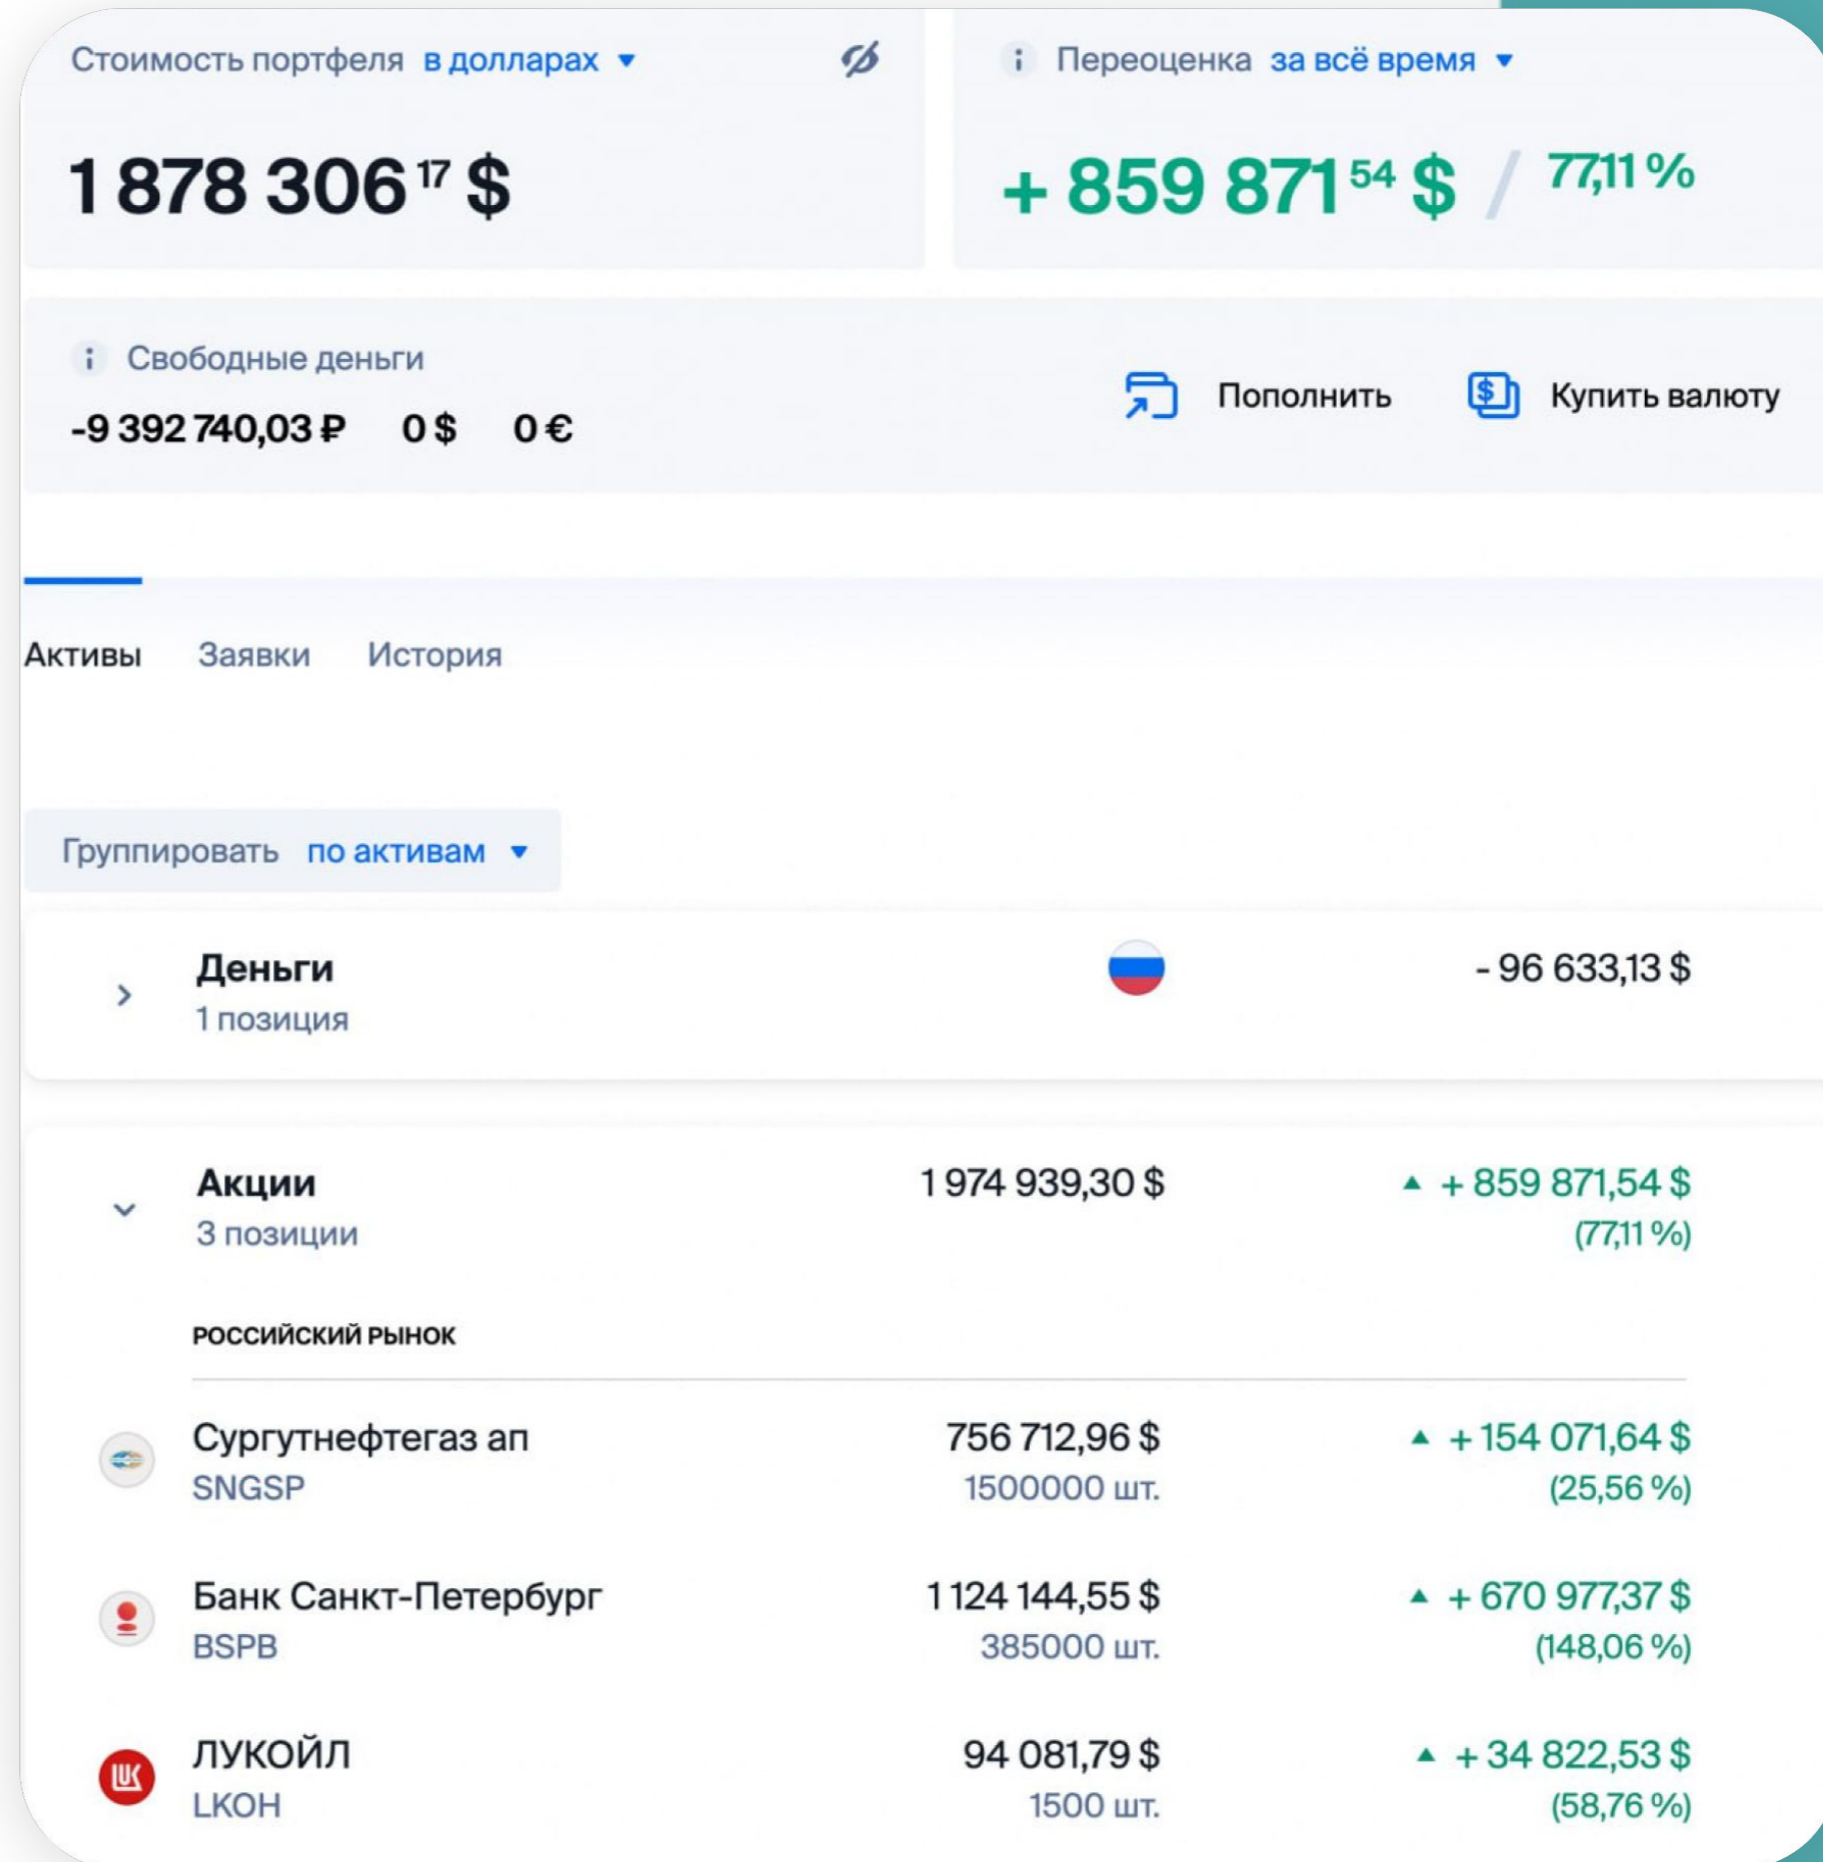 Стоимость портфеля в долларах
1 878 306 17 $
Переоценка за всё время
+ 859 871 54 $ / 77,11 %
Свободные деньги
-9 392 740,03 ₽ 0 $ 0 €
Пополнить
Купить валюту
Активы Заявки История
Группировать по активам
Деньги - 96 633,13 $
1 позиция
Акции 1 974 939,30 $ + 859 871,54 $
3 позиции (77,11 %)
РОССИЙСКИЙ РЫНОК
Сургутнефтегаз ап 756 712,96 $ + 154 071,64 $
SNGSP 1500000 шт. (25,56 %)
Банк Санкт-Петербург 1 124 144,55 $ + 670 977,37 $
BSPB 385000 шт. (148,06 %)
ЛУКОЙЛ 94 081,79 $ + 34 822,53 $
LKOH 1500 шт. (58,76 %)